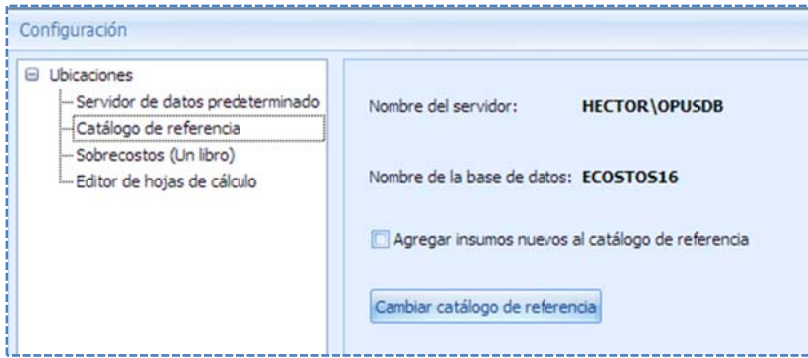 Configuración
Ubicaciones
Servidor de datos predeterminado
Catálogo de referencia
Sobrecostos (Un libro)
Editor de hojas de cálculo
Nombre del servidor: HECTOR\OPUSDB
Nombre de la base de datos: ECOSTOS16
Agregar insumos nuevos al catálogo de referencia
Cambiar catálogo de referencia